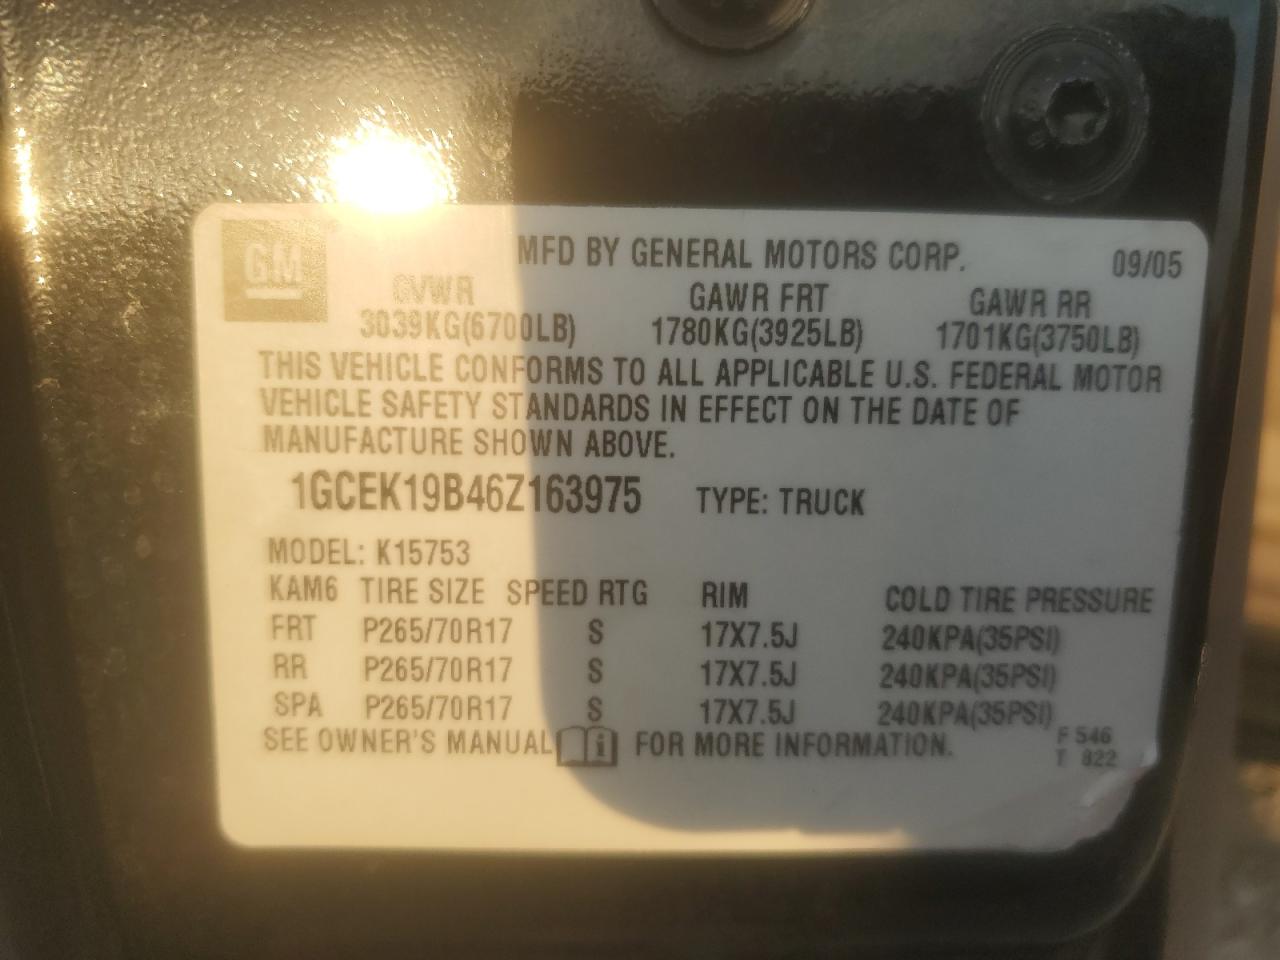 GM
MFD BY GENERAL MOTORS CORP. 09/05
GVWR GAWR FRT GAWR RR
3039KG(6700LB) 1780KG(3925LB) 1701KG(3750LB)
THIS VEHICLE CONFORMS TO ALL APPLICABLE U.S. FEDERAL MOTOR
VEHICLE SAFETY STANDARDS IN EFFECT ON THE DATE OF
MANUFACTURE SHOWN ABOVE.
1GCEK19B46Z163975 TYPE: TRUCK
MODEL: K15753
KAM6 TIRE SIZE SPEED RTG RIM COLD TIRE PRESSURE
FRT P265/70R17 S 17X7.5J 240KPA(35PSI)
RR P265/70R17 S 17X7.5J 240KPA(35PSI)
SPA P265/70R17 S 17X7.5J 240KPA(35PSI)
SEE OWNER'S MANUAL i FOR MORE INFORMATION.
F 546
T 822